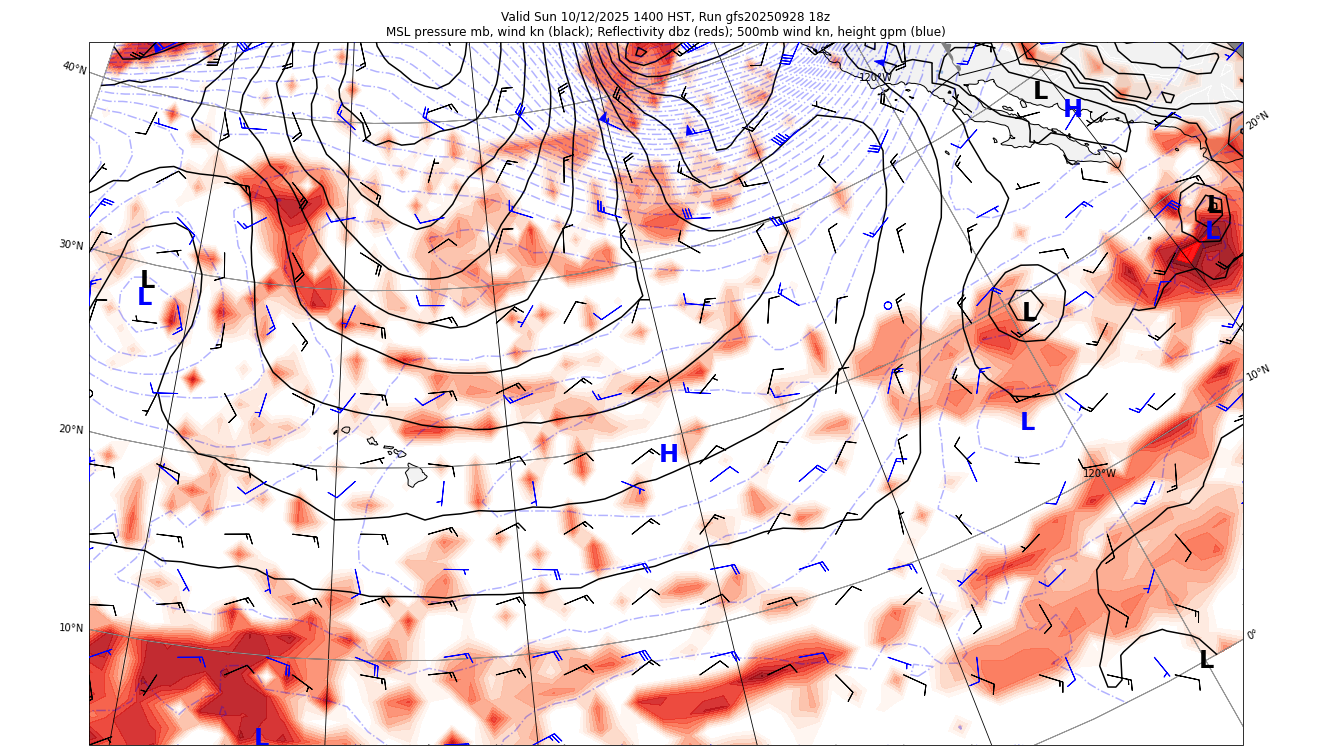 Valid Sun 10/12/2025 1400 HST, Run gfs20250928 18z
MSL pressure mb, wind kn (black); Reflectivity dbz (reds); 500mb wind kn, height gpm (blue)
40°N
120°W
L
H
20°N
L
L
30°N
L
L
L
10°N
20°N
L
H
120°W
10°N
0°
L
L